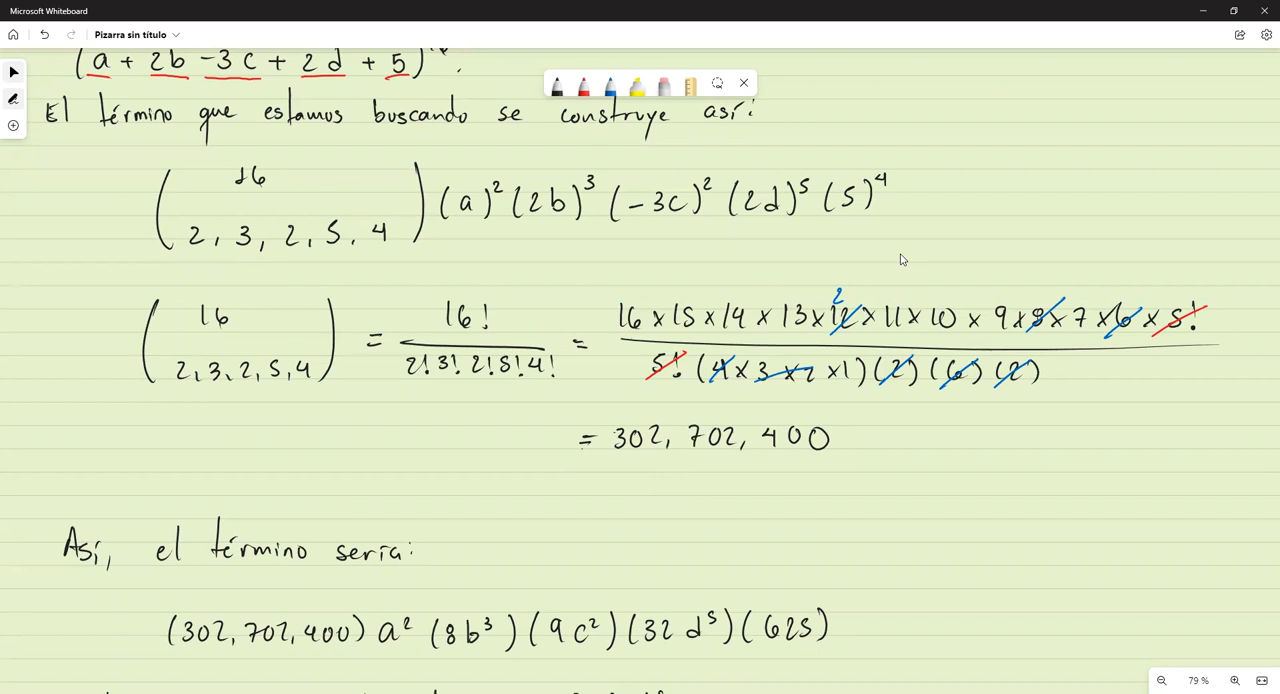 Microsoft Whiteboard
Pizarra sin título
(a + 2b - 3c + 2d + 5)
El término que estamos buscando se construye así:
( 16 2, 3, 2, 5, 4 ) (a)² (2b)³ (-3c)² (2d)⁵ (5)⁴
( 16 2,3,2,5,4 ) = 16! / 2! 3! 2! 5! 4! = 16 x 15 x 14 x 13 x 12 x 11 x 10 x 9 x 8 x 7 x 6 x 5! / 5! (4 x 3 x 2 x 1) (2) (6) (2)
2
= 302, 702, 400
Así, el término sería:
(302,702,400) a² (8b³) (9c²) (32 d⁵) (625)
79 %